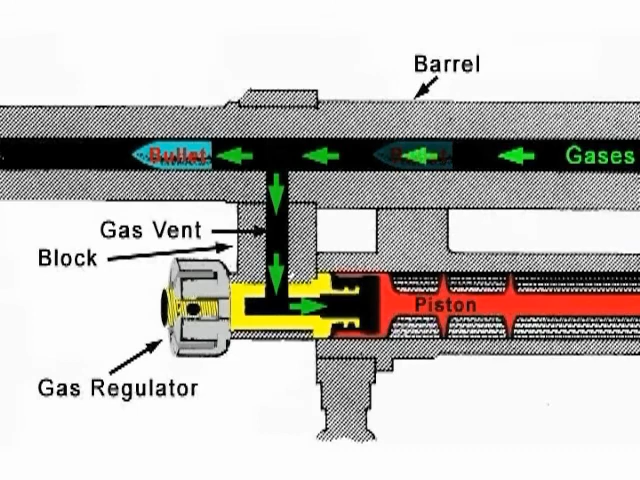 Barrel
Bullet
Gases
Gas Vent
Block
Piston
Gas Regulator